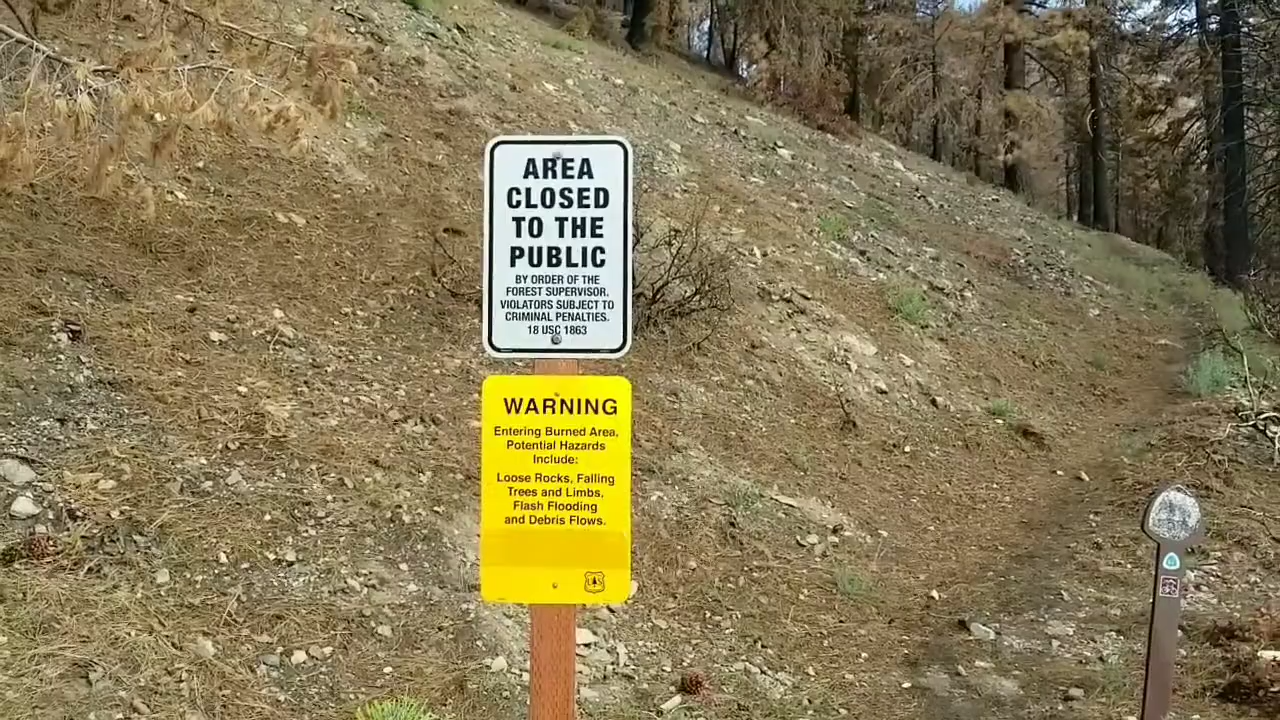 AREA
CLOSED
TO THE
PUBLIC
BY ORDER OF THE
FOREST SUPERVISOR.
VIOLATORS SUBJECT TO
CRIMINAL PENALTIES.
18 USC 1863
WARNING
Entering Burned Area,
Potential Hazards
Include:
Loose Rocks, Falling
Trees and Limbs,
Flash Flooding
and Debris Flows.